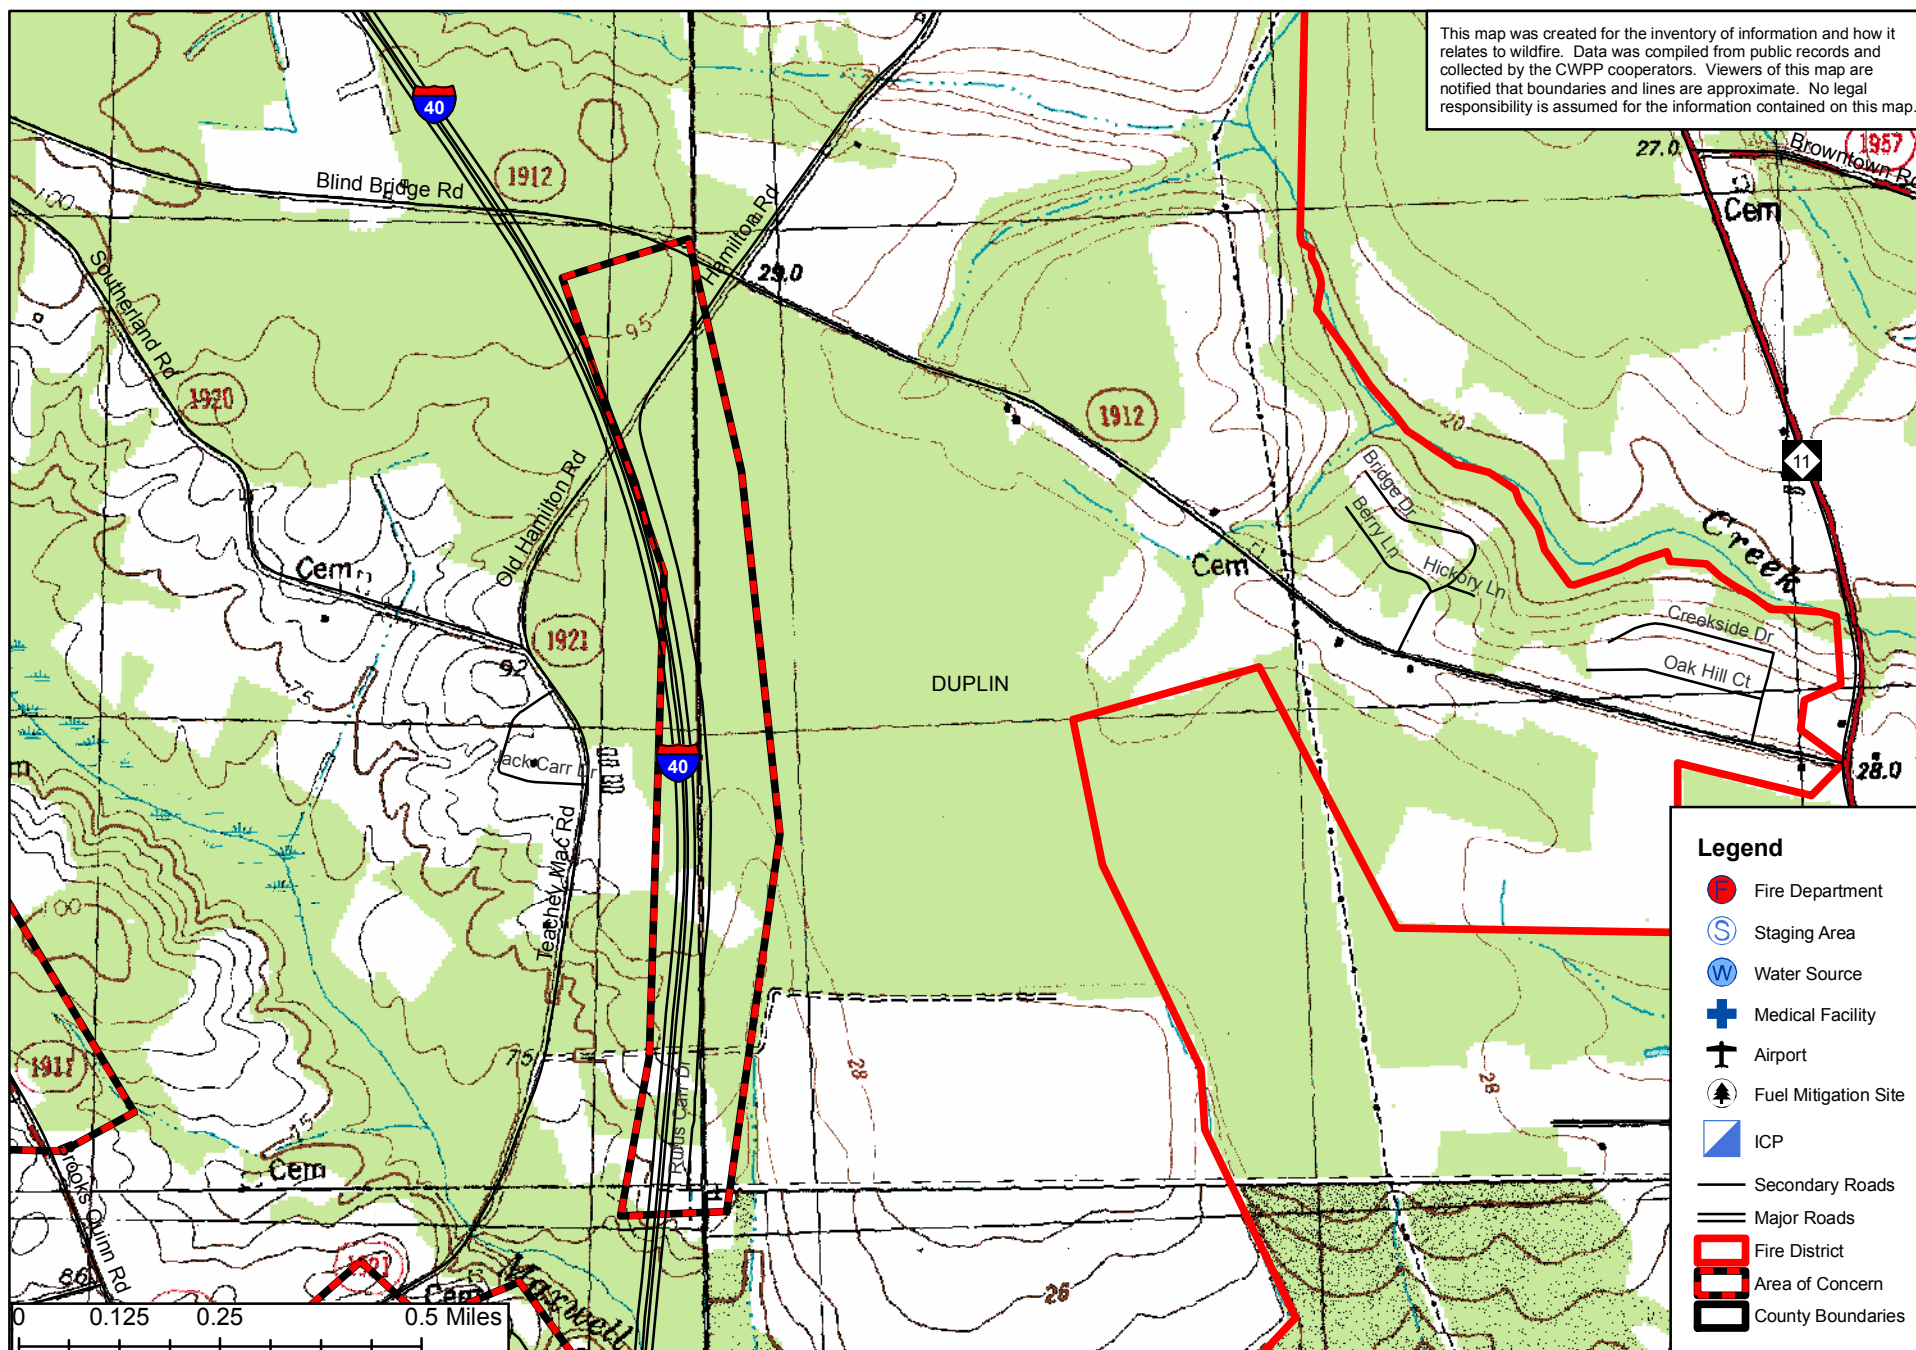 This map was created for the inventory of information and how it
relates to wildfire. Data was compiled from public records and
collected by the CWPP cooperators. Viewers of this map are
notified that boundaries and lines are approximate. No legal
responsibility is assumed for the information contained on this map.
40
27.0
1957
Browntown Rd
Cem
Blind Bridge Rd
1912
100
Hamilton Rd
29.0
Southerland Rd
95
1920
1912
20
11
Bridge Dr
Berry Ln
Hickory Ln
Creek
Old Hamilton Rd
Cem
Cem
1921
92
75
Creekside Dr
Oak Hill Ct
DUPLIN
Jack Carr Dr
40
28.0
Teachey Mac Rd
100
1911
75
28
28
Rufus Carr Dr
Cem
Quinn Rd
86
1921
Cem
Maxwell
26
0 0.125 0.25 0.5 Miles
Legend
F Fire Department
S Staging Area
W Water Source
Medical Facility
Airport
Fuel Mitigation Site
ICP
Secondary Roads
Major Roads
Fire District
Area of Concern
County Boundaries